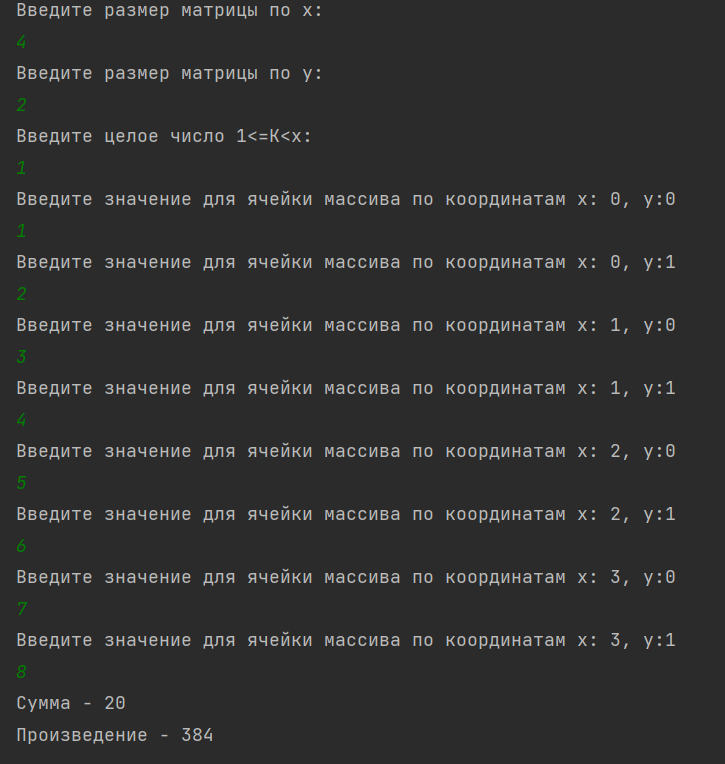 Введите размер матрицы по x:
4
Введите размер матрицы по y:
2
Введите целое число 1<=K<x:
1
Введите значение для ячейки массива по координатам x: 0, y:0
1
Введите значение для ячейки массива по координатам x: 0, y:1
2
Введите значение для ячейки массива по координатам x: 1, y:0
3
Введите значение для ячейки массива по координатам x: 1, y:1
4
Введите значение для ячейки массива по координатам x: 2, y:0
5
Введите значение для ячейки массива по координатам x: 2, y:1
6
Введите значение для ячейки массива по координатам x: 3, y:0
7
Введите значение для ячейки массива по координатам x: 3, y:1
8
Сумма - 20
Произведение - 384